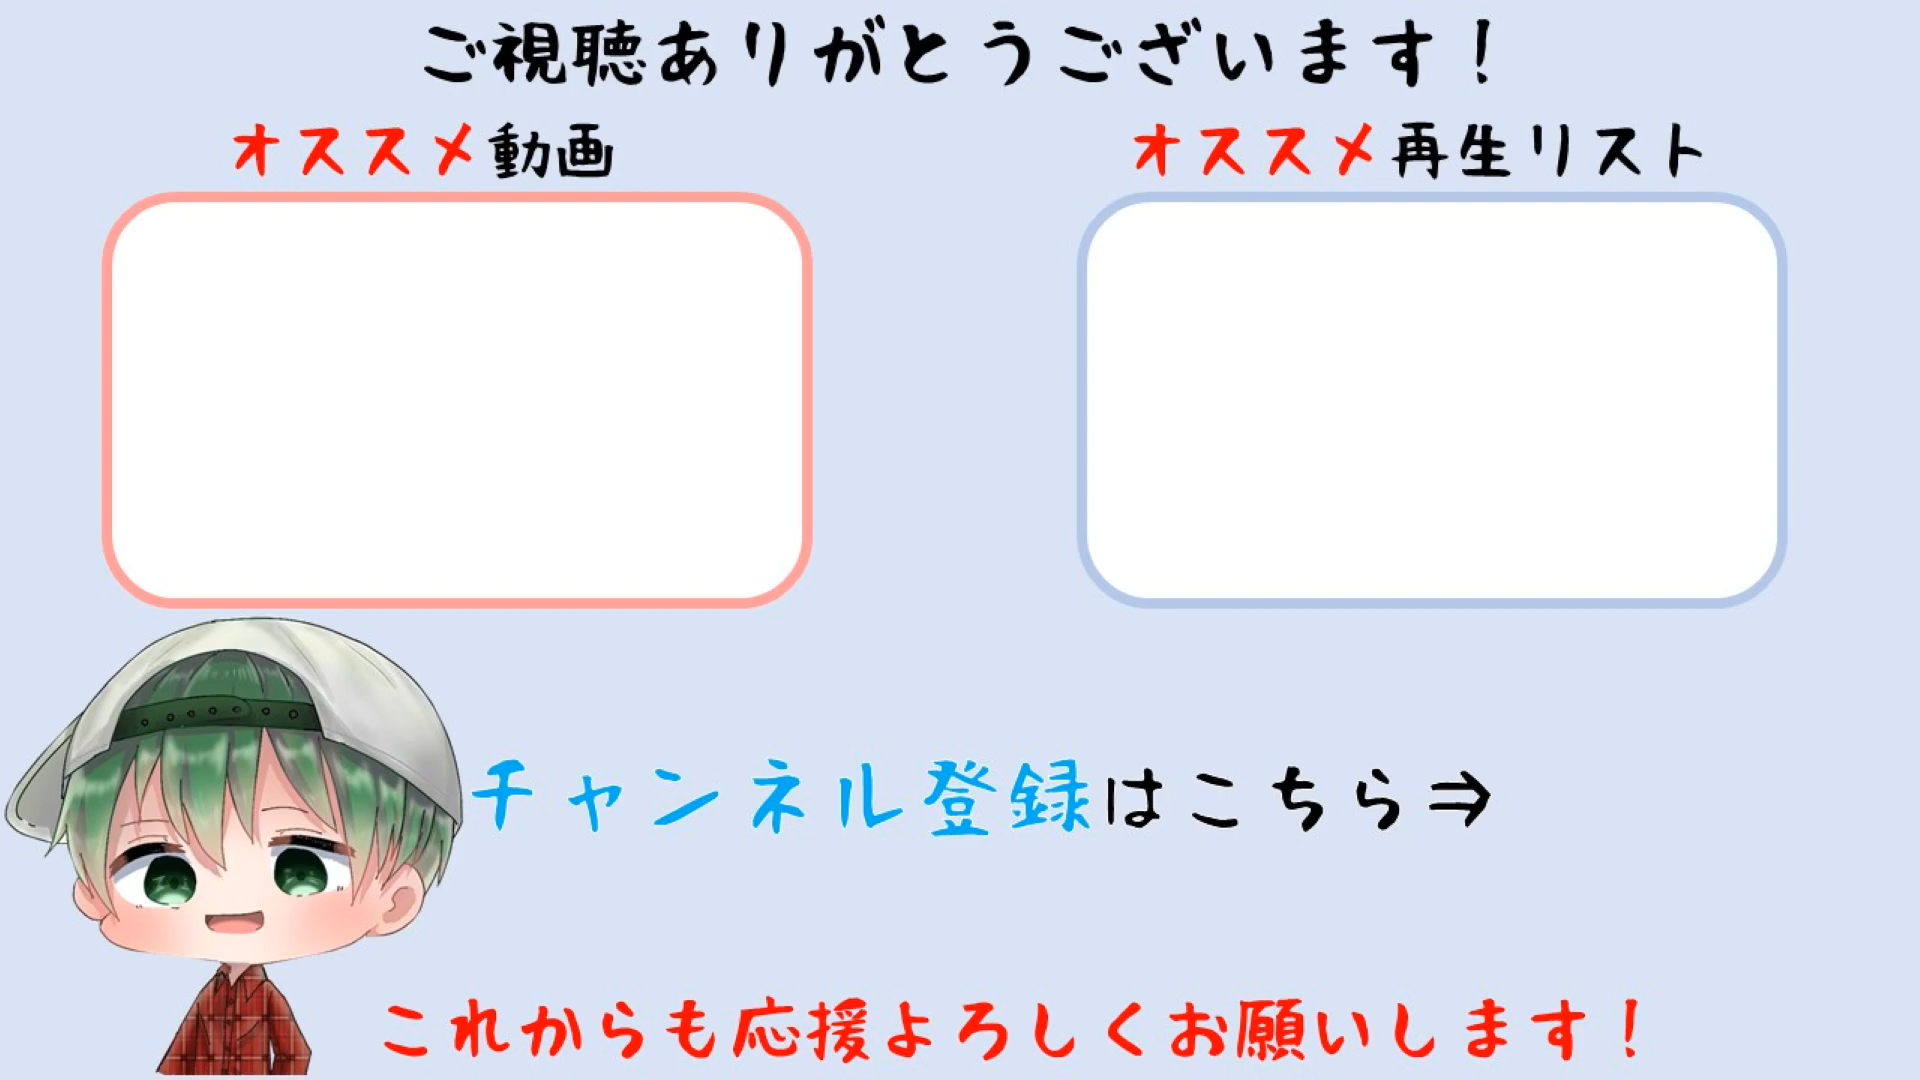 ご視聴ありがとうございます！
オススメ動画
オススメ再生リスト
チャンネル登録はこちら⇒
これからも応援よろしくお願いします！